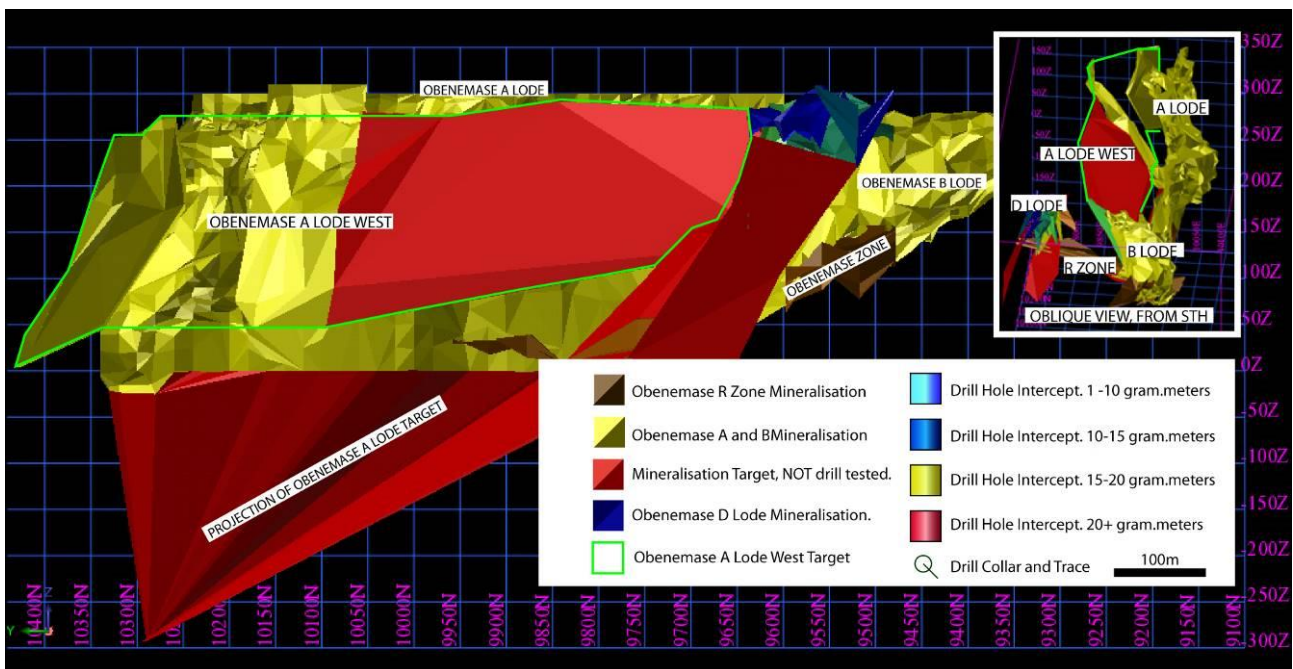 OBENEMASE A LODE
OBENEMASE A LODE WEST
OBENEMASE B LODE
OBENEMASE ZONE
PROJECTION OF OBENEMASE A LODE TARGET
A LODE
A LODE WEST
D LODE
B LODE
R ZONE
OBLIQUE VIEW, FROM STH
350Z
300Z
250Z
200Z
150Z
100Z
50Z
0Z
50Z
100Z
150Z
200Z
250Z
300Z
Obenemase R Zone Mineralisation
Obenemase A and BMineralisation
Mineralisation Target, NOT drill tested.
Obenemase D Lode Mineralisation.
Obenemase A Lode West Target
Drill Hole Intercept. 1 -10 gram.meters
Drill Hole Intercept. 10-15 gram.meters
Drill Hole Intercept. 15-20 gram.meters
Drill Hole Intercept. 20+ gram.meters
Drill Collar and Trace
100m
Z
Y
10400N
10350N
10300N
10200N
10150N
10100N
10050N
10000N
9950N
9900N
9850N
9800N
9750N
9700N
9650N
9600N
9550N
9500N
9450N
9400N
9350N
9300N
9250N
9200N
9150N
9100N